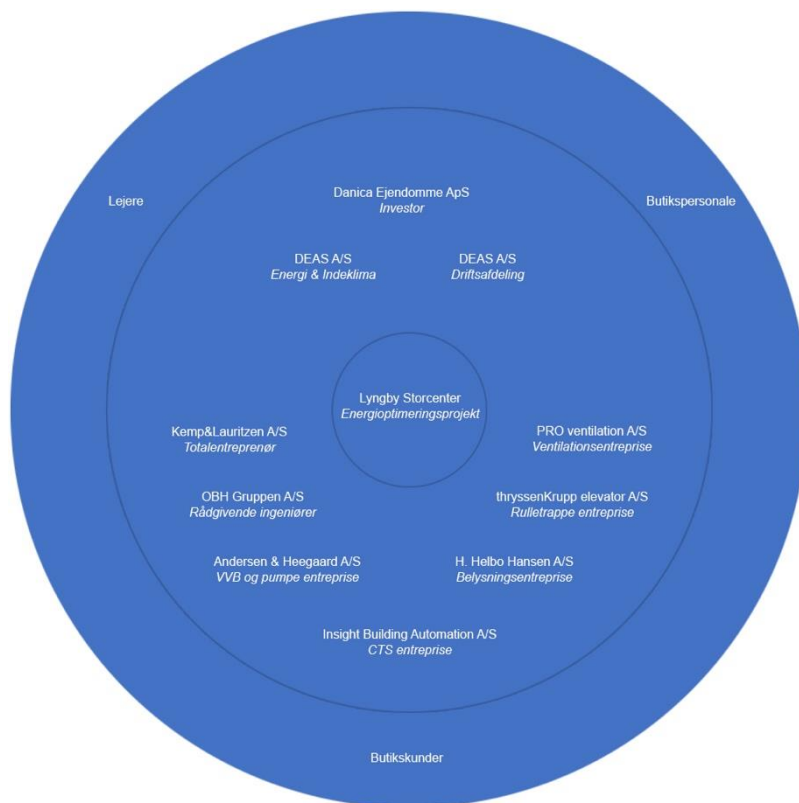 Danica Ejendomme ApS
Investor
Lejere
Butikspersonale
DEAS A/S
Energi & Indeklima
DEAS A/S
Driftsafdeling
Lyngby Storcenter
Energioptimeringsprojekt
Kemp&Lauritzen A/S
Totalentreprenør
PRO ventilation A/S
Ventilationsentreprise
OBH Gruppen A/S
Rådgivende ingeniører
thryssenKrupp elevator A/S
Rulletrappe entreprise
Andersen & Heegaard A/S
VVB og pumpe entreprise
H. Helbo Hansen A/S
Belysningsentreprise
Insight Building Automation A/S
CTS entreprise
Butikskunder